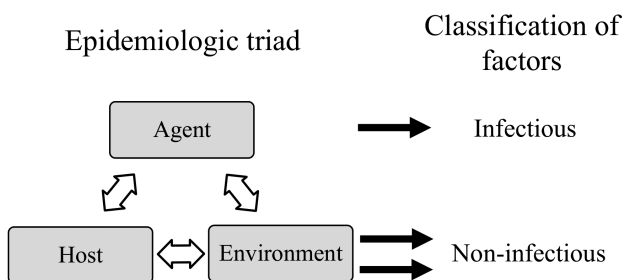 Epidemiologic triad
Classification of
factors
Agent
Infectious
Host
Environment
Non-infectious